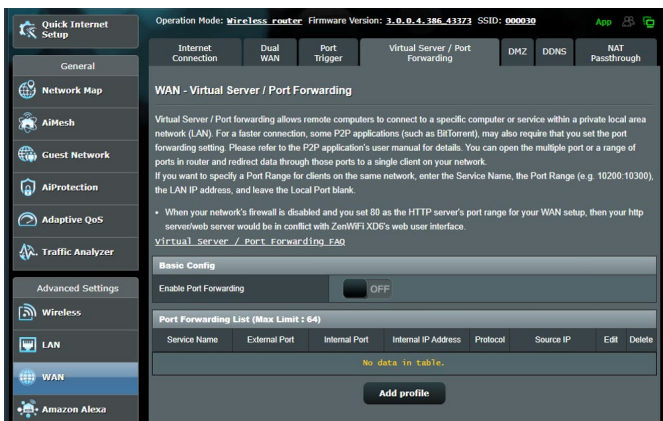 Quick Internet
Setup
Operation Mode: Wireless router Firmware Version: 3.0.0.4.386_43373 SSID: 000030
App
General
Network Map
AiMesh
Guest Network
AiProtection
Adaptive QoS
Traffic Analyzer
Advanced Settings
Wireless
LAN
WAN
Amazon Alexa
Internet
Connection
Dual
WAN
Port
Trigger
Virtual Server / Port
Forwarding
DMZ
DDNS
NAT
Passthrough
WAN - Virtual Server / Port Forwarding
Virtual Server / Port forwarding allows remote computers to connect to a specific computer or service within a private local area
network (LAN). For a faster connection, some P2P applications (such as BitTorrent), may also require that you set the port
forwarding setting. Please refer to the P2P application's user manual for details. You can open the multiple port or a range of
ports in router and redirect data through those ports to a single client on your network.
If you want to specify a Port Range for clients on the same network, enter the Service Name, the Port Range (e.g. 10200:10300),
the LAN IP address, and leave the Local Port blank.
• When your network's firewall is disabled and you set 80 as the HTTP server's port range for your WAN setup, then your http
server/web server would be in conflict with ZenWiFi XD6's web user interface.
Virtual Server / Port Forwarding FAQ
Basic Config
Enable Port Forwarding
OFF
Port Forwarding List (Max Limit : 64)
Service Name External Port Internal Port Internal IP Address Protocol Source IP Edit Delete
No data in table.
Add profile